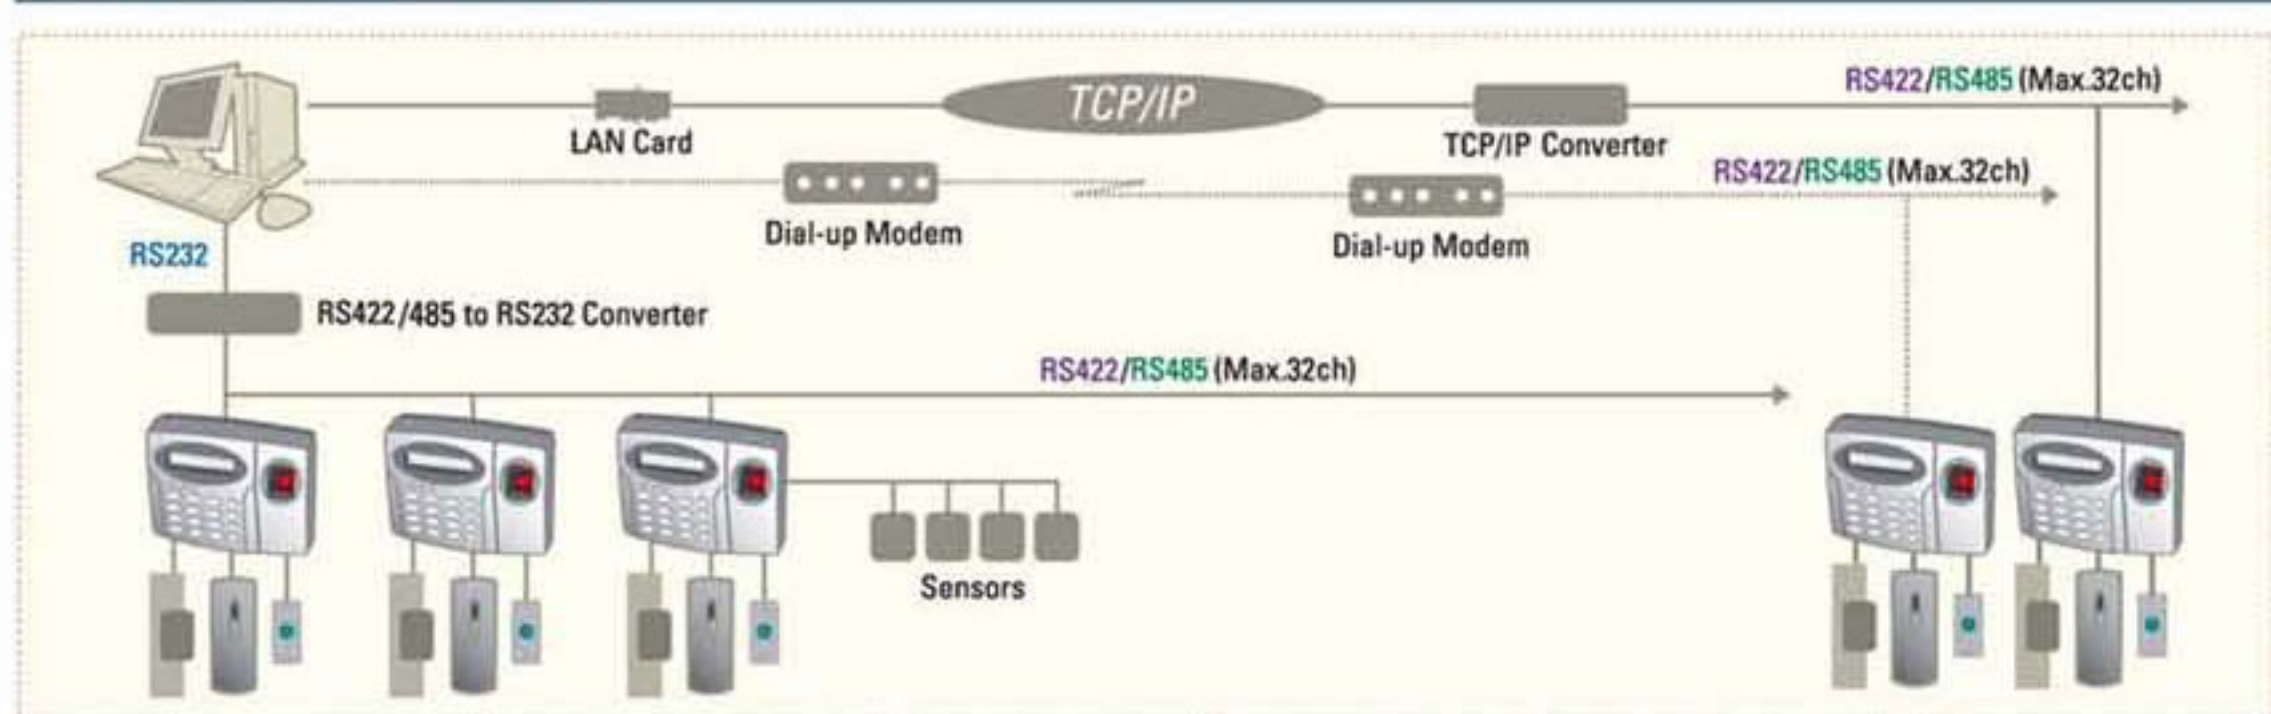 RS422/RS485 (Max.32ch)
TCP/IP
LAN Card
TCP/IP Converter
RS422/RS485 (Max.32ch)
Dial-up Modem
Dial-up Modem
RS232
RS422/485 to RS232 Converter
RS422/RS485 (Max.32ch)
Sensors